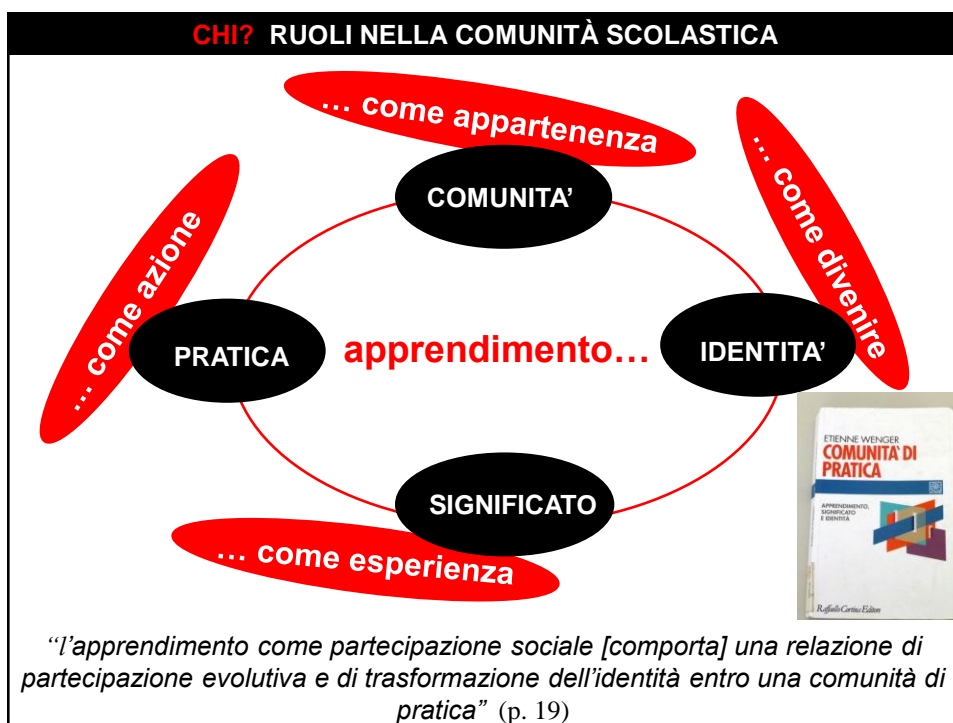 CHI? RUOLI NELLA COMUNITÀ SCOLASTICA
… come appartenenza
COMUNITA’
… come divenire
… come azione
PRATICA
apprendimento…
IDENTITA’
SIGNIFICATO
… come esperienza
ETIENNE WENGER
COMUNITA' DI
PRATICA
APPRENDIMENTO,
SIGNIFICATO
E IDENTITÀ
Raffaello Cortina Editore
“l’apprendimento come partecipazione sociale [comporta] una relazione di
partecipazione evolutiva e di trasformazione dell’identità entro una comunità di
pratica” (p. 19)